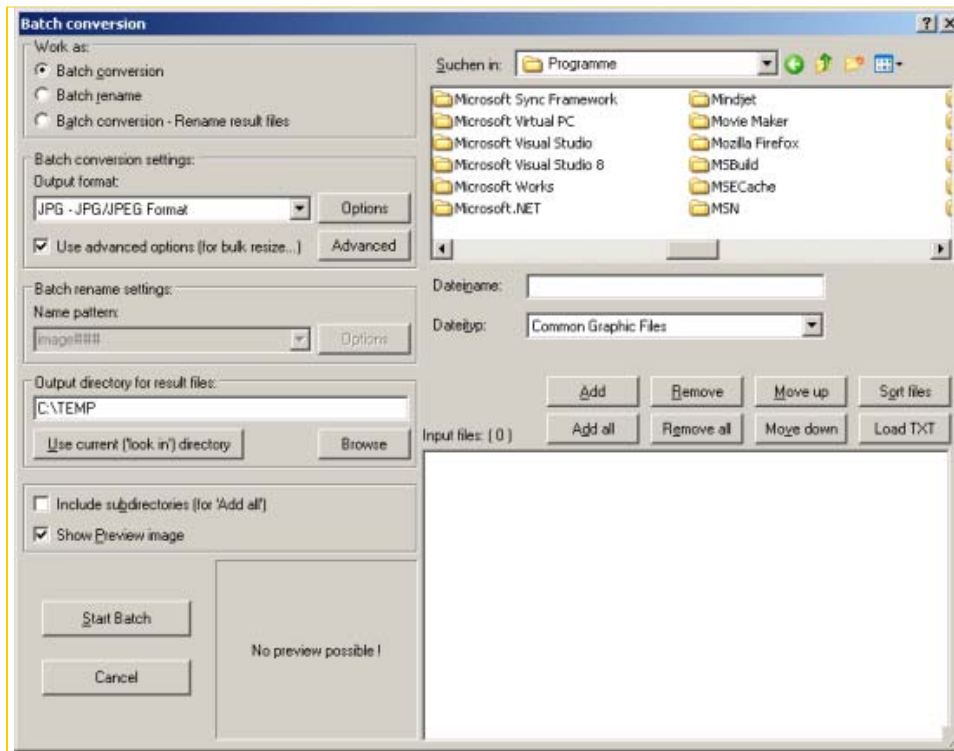 Batch conversion
Work as:
Batch conversion
Batch rename
Batch conversion - Rename result files
Batch conversion settings:
Output format:
JPG - JPG/JPEG Format
Options
Use advanced options (for bulk resize...)
Advanced
Batch rename settings:
Name pattern:
image###
Options
Output directory for result files:
C:\TEMP
Use current ('look in') directory
Browse
Include subdirectories (for 'Add all')
Show Preview image
Start Batch
Cancel
No preview possible !
Suchen in:
Programme
Microsoft Sync Framework
Microsoft Virtual PC
Microsoft Visual Studio
Microsoft Visual Studio 8
Microsoft Works
Microsoft.NET
Mindjet
Movie Maker
Mozilla Firefox
MSBuild
MSECache
MSN
Dateiname:
Dateityp:
Common Graphic Files
Add
Remove
Move up
Sort files
Input files: ( 0 )
Add all
Remove all
Move down
Load TXT